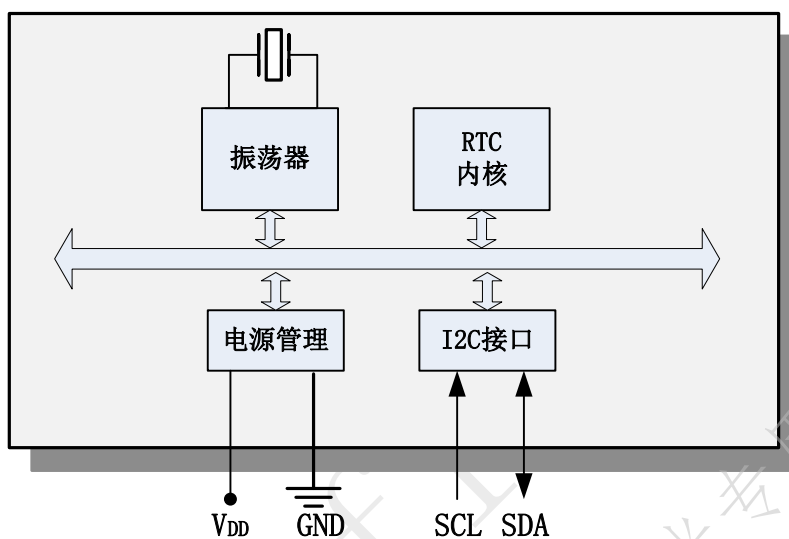 振荡器
RTC
内核
电源管理
I2C接口
VDD
GND
SCL
SDA